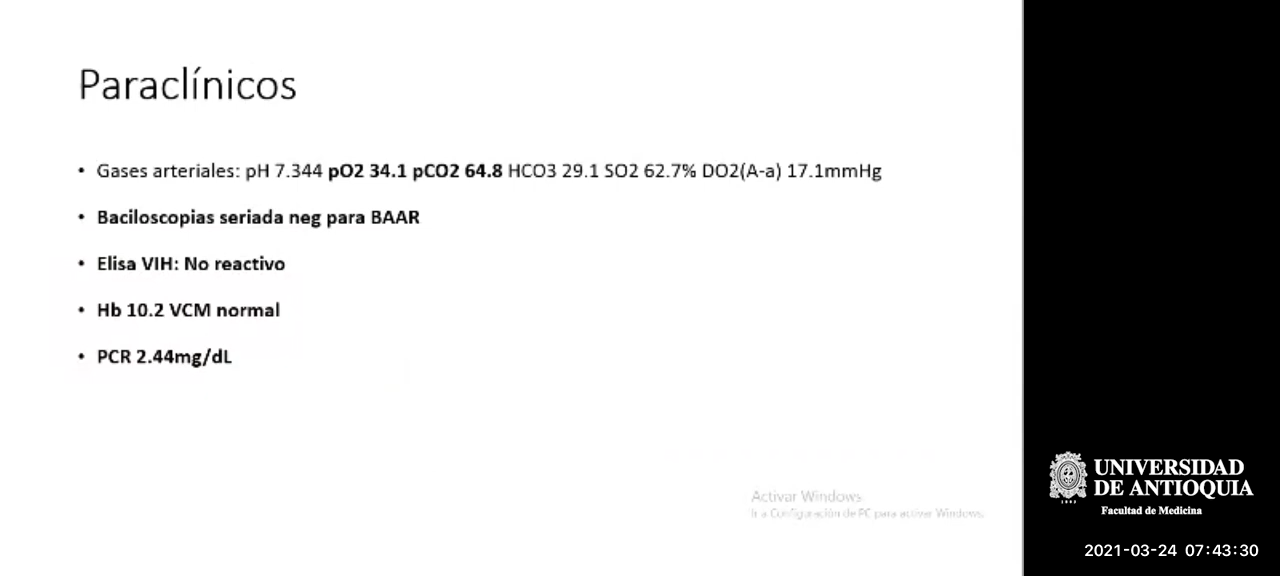 Paraclínicos
• Gases arteriales: pH 7.344 pO2 34.1 pCO2 64.8 HCO3 29.1 SO2 62.7% DO2(A-a) 17.1mmHg
• Baciloscopias seriada neg para BAAR
• Elisa VIH: No reactivo
• Hb 10.2 VCM normal
• PCR 2.44mg/dL
Activar Windows
Ir a Configuración de PC para activar Windows.
UNIVERSIDAD
DE ANTIOQUIA
1803
Facultad de Medicina
2021-03-24 07:43:30